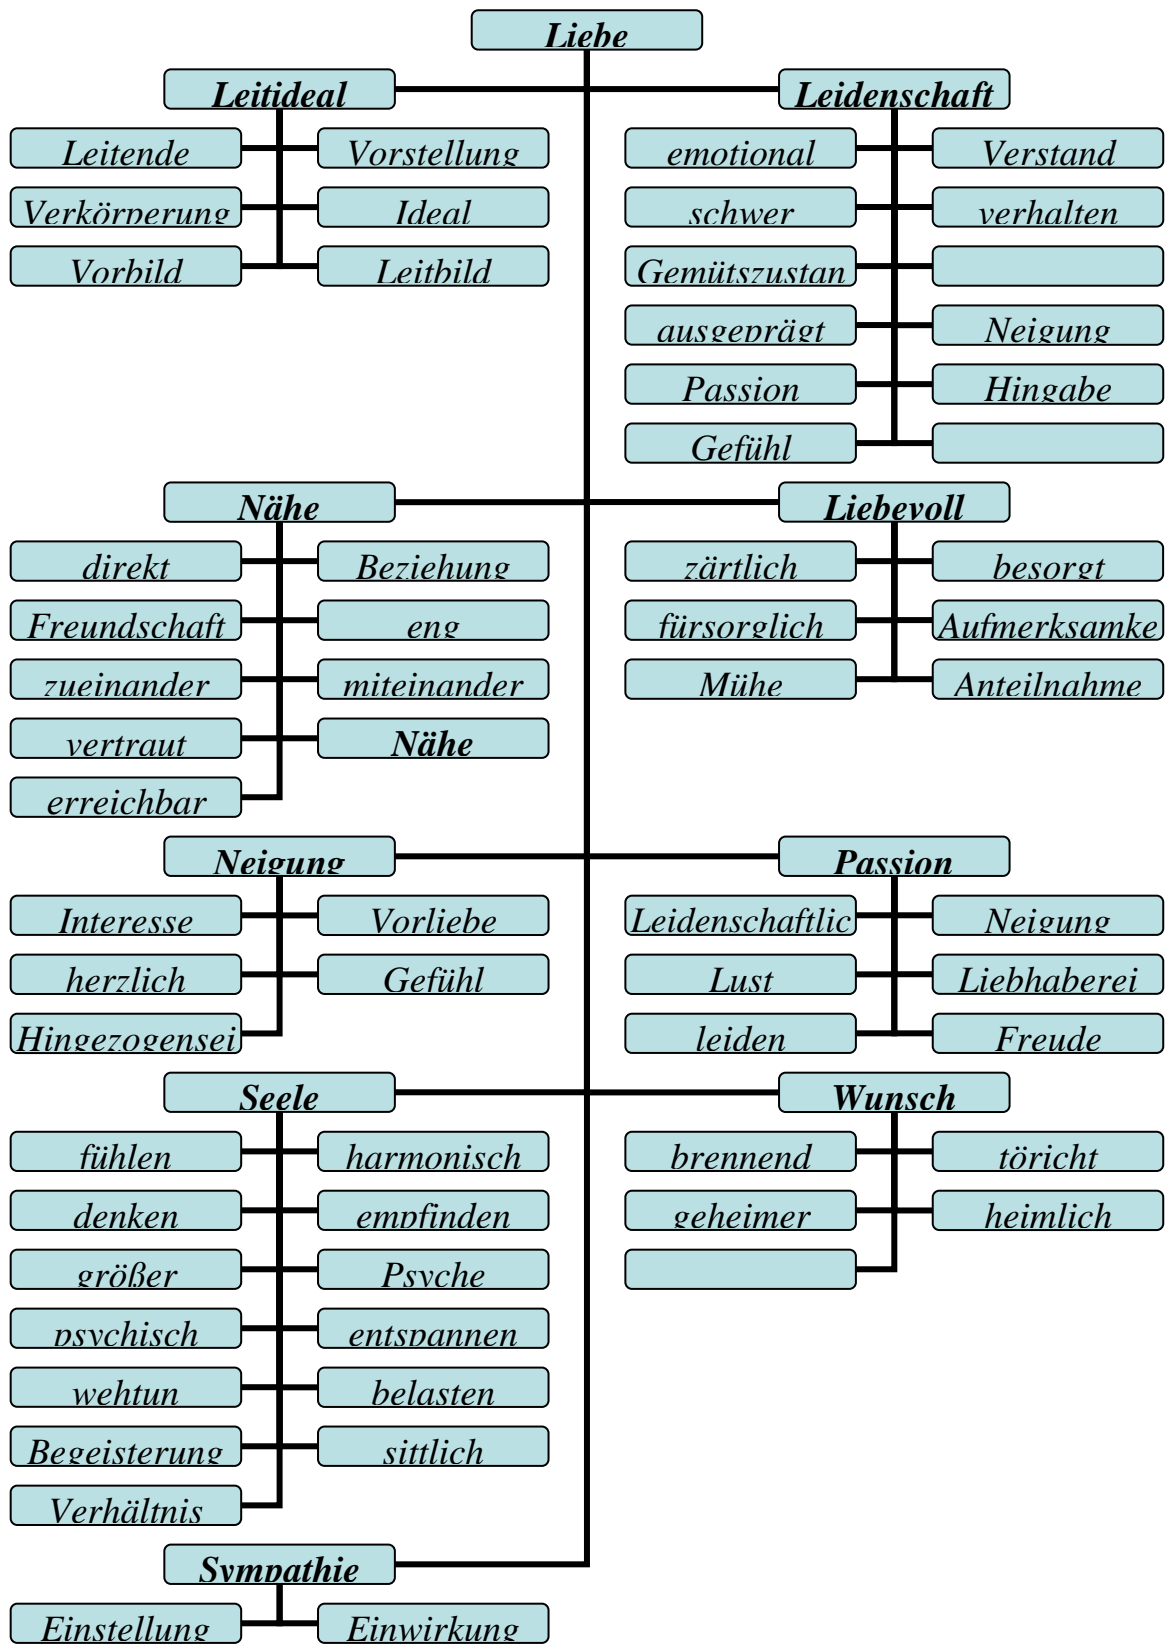 Liebe
Leitideal Leidenschaft
Leitende Vorstellung emotional Verstand
Verkörperung Ideal schwer verhalten
Vorbild Leitbild Gemütszustan
ausgeprägt Neigung
Passion Hingabe
Gefühl
Nähe Liebevoll
direkt Beziehung zärtlich besorgt
Freundschaft eng fürsorglich Aufmerksamke
zueinander miteinander Mühe Anteilnahme
vertraut Nähe
erreichbar
Neigung Passion
Interesse Vorliebe Leidenschaftlic Neigung
herzlich Gefühl Lust Liebhaberei
Hingezogensei leiden Freude
Seele Wunsch
fühlen harmonisch brennend töricht
denken empfinden geheimer heimlich
größer Psyche
psychisch entspannen
wehtun belasten
Begeisterung sittlich
Verhältnis
Sympathie
Einstellung Einwirkung